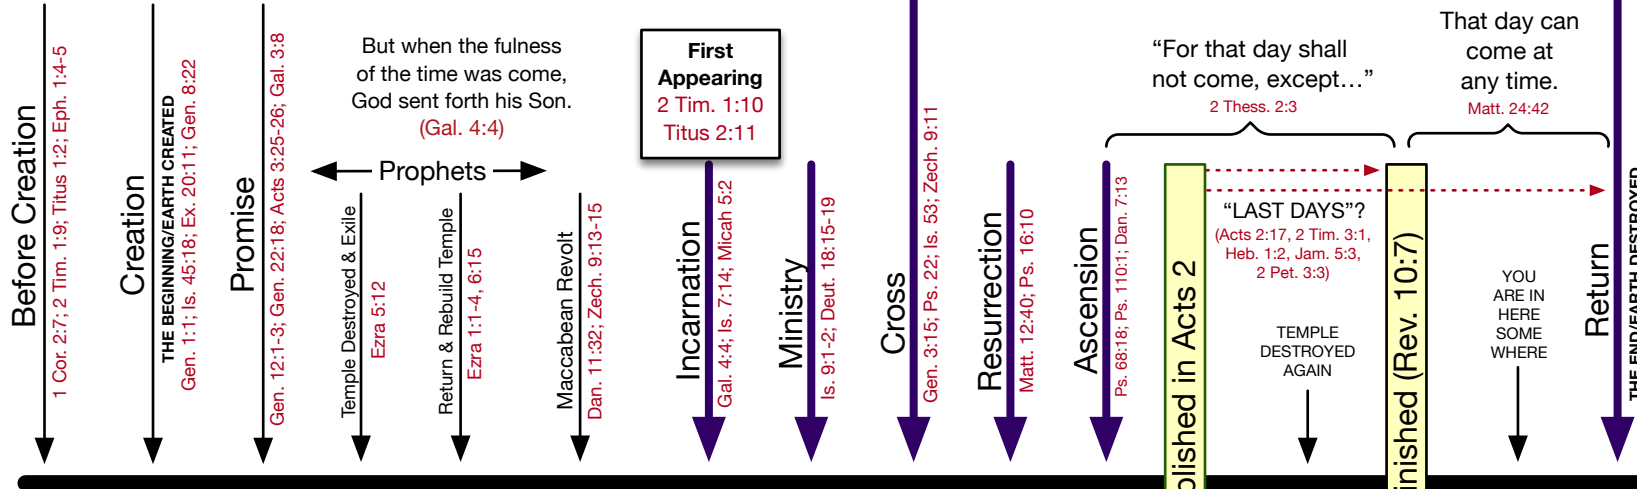 Before Creation
1 Cor. 2:7; 2 Tim. 1:9; Titus 1:2; Eph. 1:4-5
Creation
THE BEGINNING/EARTH CREATED
Gen. 1:1; Is. 45:18; Ex. 20:11; Gen. 8:22
Promise
Gen. 12:1-3; Gen. 22:18; Acts 3:25-26; Gal. 3:8
But when the fulness
of the time was come,
God sent forth his Son.
(Gal. 4:4)
Prophets
Temple Destroyed & Exile
Ezra 5:12
Return & Rebuild Temple
Ezra 1:1-4, 6:15
Maccabean Revolt
Dan. 11:32; Zech. 9:13-15
First
Appearing
2 Tim. 1:10
Titus 2:11
Incarnation
Gal. 4:4; Is. 7:14; Micah 5:2
Ministry
Is. 9:1-2; Deut. 18:15-19
Cross
Gen. 3:15; Ps. 22; Is. 53; Zech. 9:11
Resurrection
Matt. 12:40; Ps. 16:10
Ascension
Ps. 68:18; Ps. 110:1; Dan. 7:13
“For that day shall
not come, except…”
2 Thess. 2:3
blished in Acts 2
“LAST DAYS”?
(Acts 2:17, 2 Tim. 3:1,
Heb. 1:2, Jam. 5:3,
2 Pet. 3:3)
TEMPLE
DESTROYED
AGAIN
inished (Rev. 10:7)
That day can
come at
any time.
Matt. 24:42
YOU
ARE IN
HERE
SOME
WHERE
Return
THE END/EARTH DESTROYED